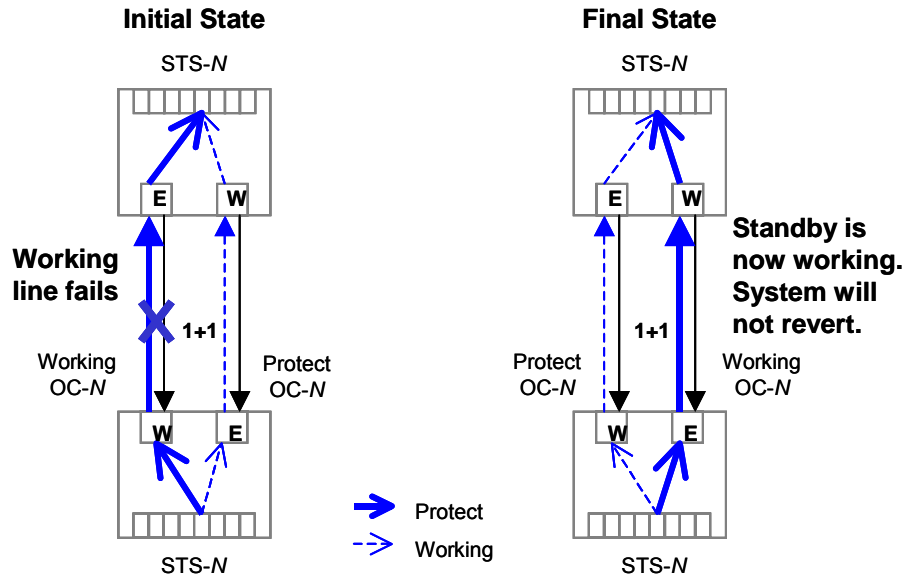 Initial State
STS-N
E
W
Working
line fails
1+1
Working
OC-N
Protect
OC-N
W
E
STS-N
Protect
Working
Final State
STS-N
E
W
Standby is
now working.
System will
not revert.
1+1
Protect
OC-N
Working
OC-N
W
E
STS-N